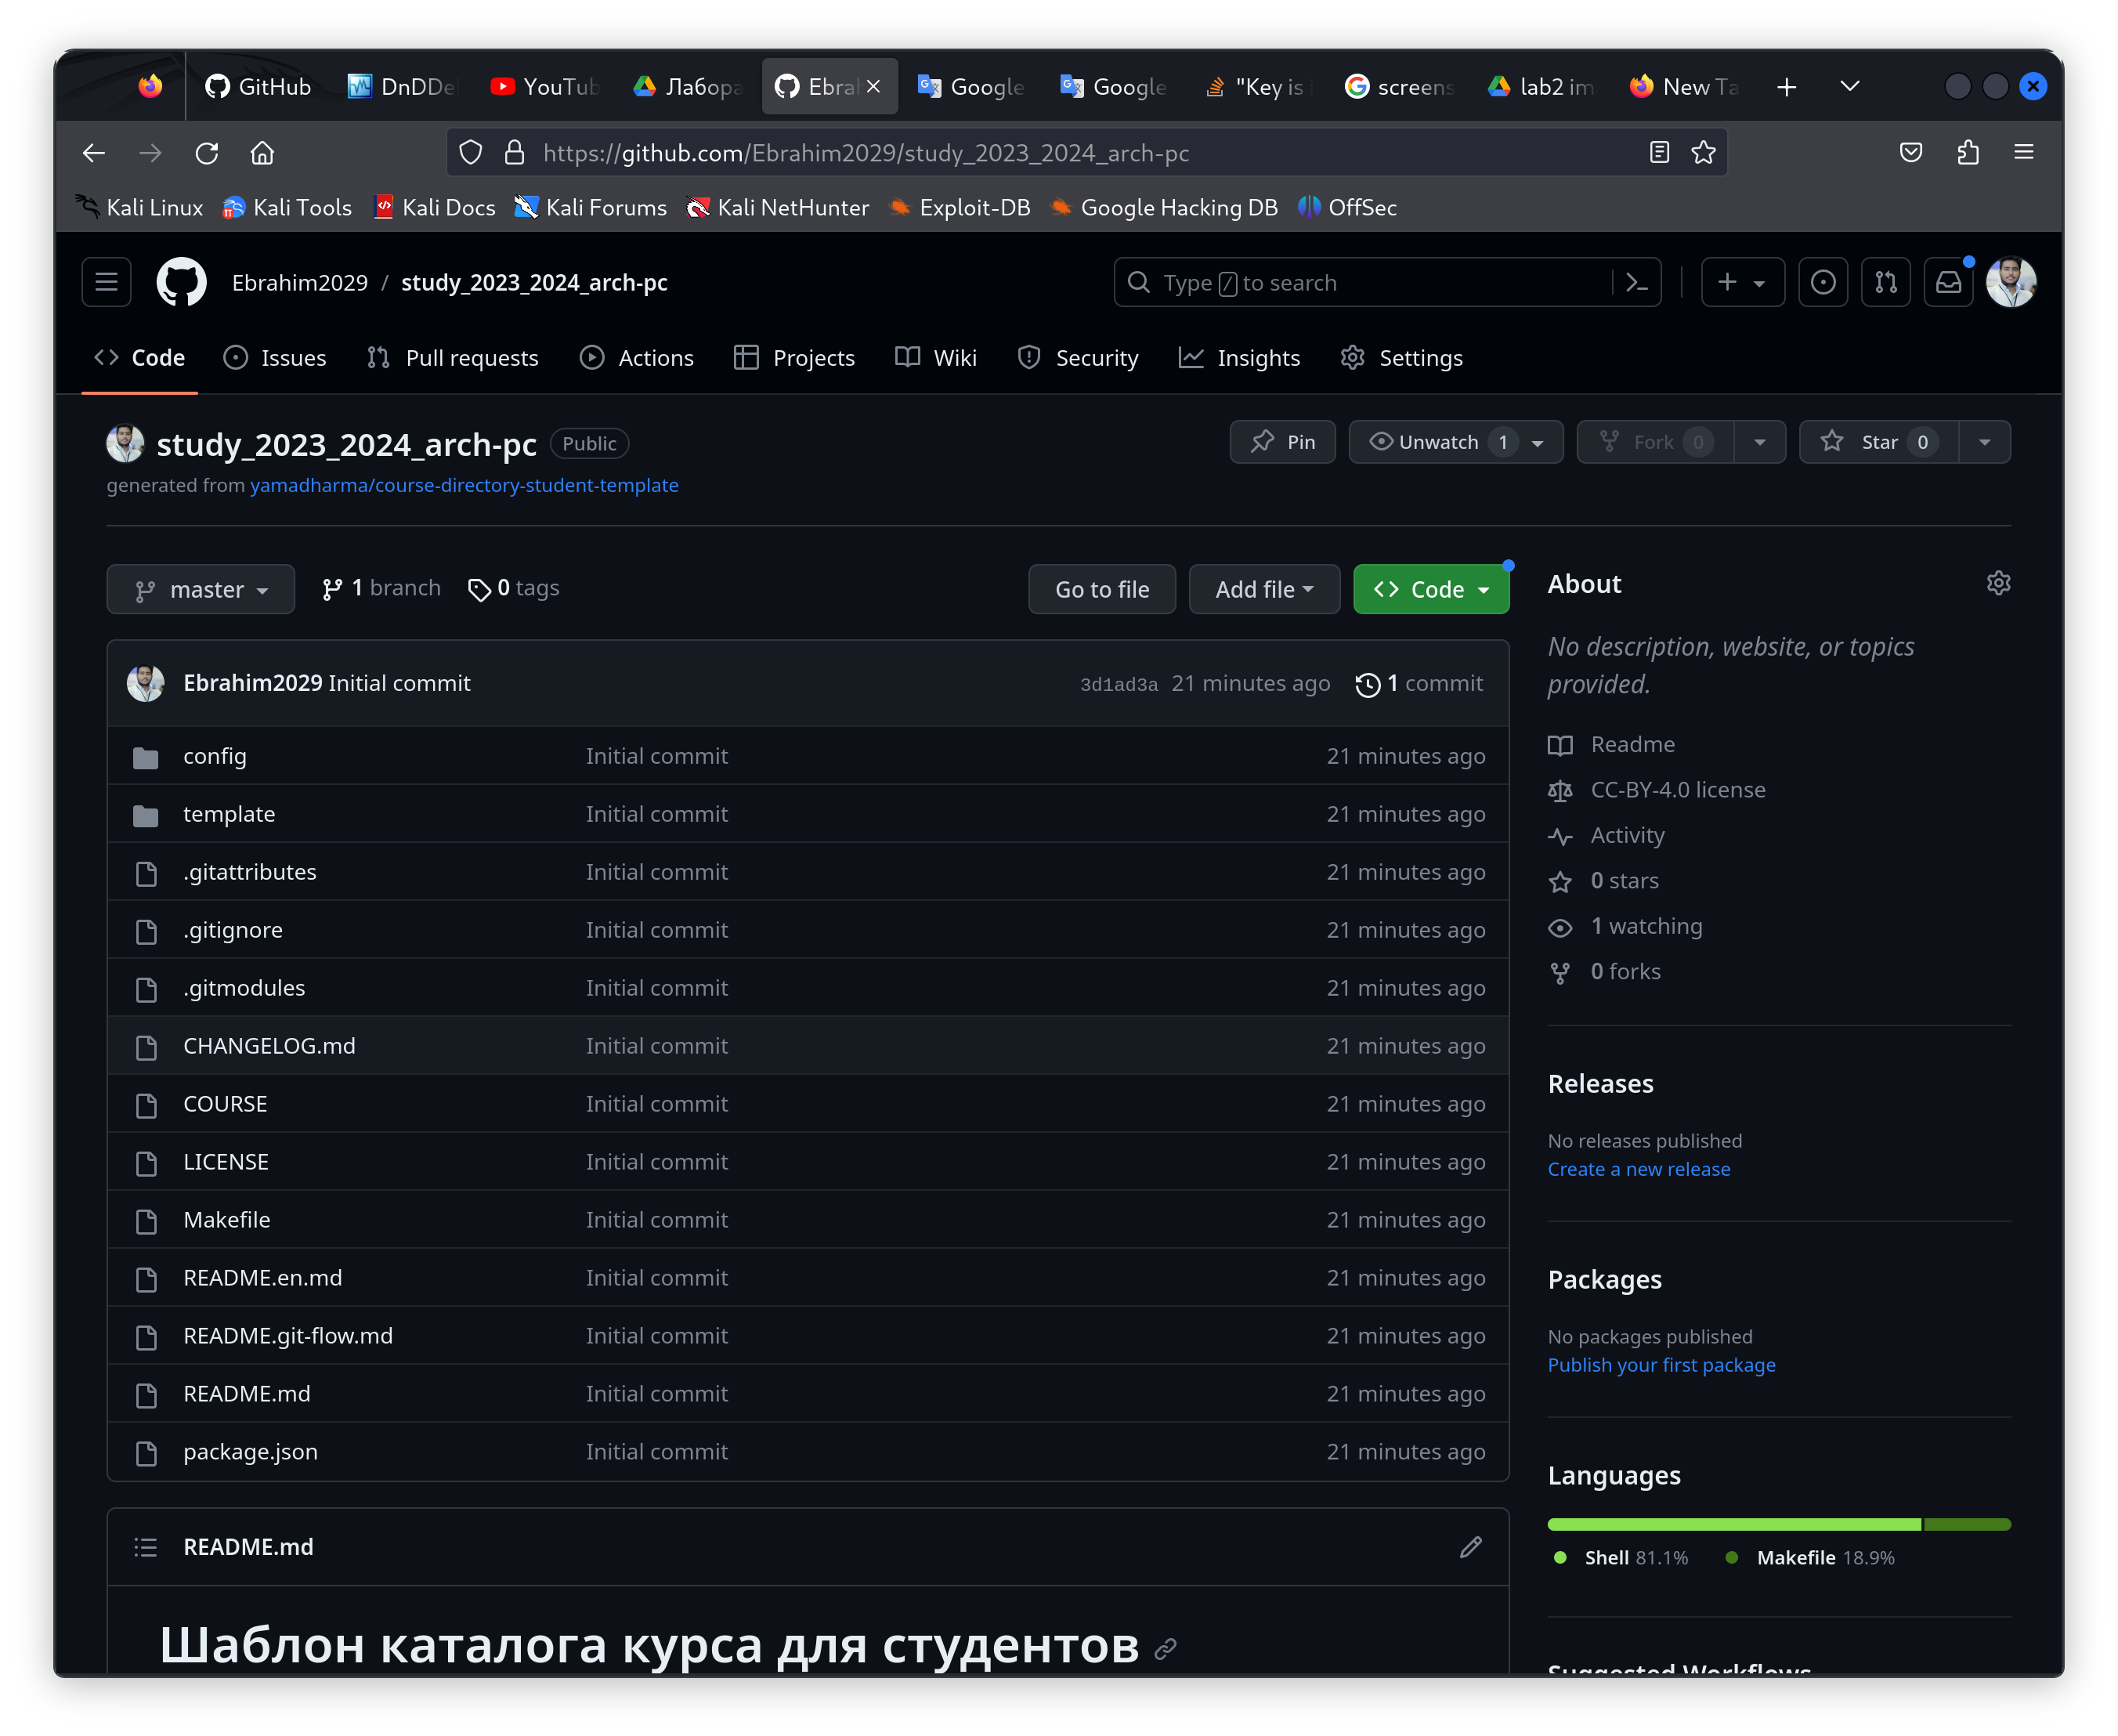 GitHub DnDDe YouTub Лабора Ebrah Google Google "Key is screens lab2 im New Ta
https://github.com/Ebrahim2029/study_2023_2024_arch-pc
Kali Linux Kali Tools Kali Docs Kali Forums Kali NetHunter Exploit-DB Google Hacking DB OffSec
Ebrahim2029 / study_2023_2024_arch-pc Type / to search
Code Issues Pull requests Actions Projects Wiki Security Insights Settings
study_2023_2024_arch-pc Public Pin Unwatch 1 Fork 0 Star 0
generated from yamadharma/course-directory-student-template
master 1 branch 0 tags Go to file Add file Code
Ebrahim2029 Initial commit 3d1ad3a 21 minutes ago 1 commit
config Initial commit 21 minutes ago
template Initial commit 21 minutes ago
.gitattributes Initial commit 21 minutes ago
.gitignore Initial commit 21 minutes ago
.gitmodules Initial commit 21 minutes ago
CHANGELOG.md Initial commit 21 minutes ago
COURSE Initial commit 21 minutes ago
LICENSE Initial commit 21 minutes ago
Makefile Initial commit 21 minutes ago
README.en.md Initial commit 21 minutes ago
README.git-flow.md Initial commit 21 minutes ago
README.md Initial commit 21 minutes ago
package.json Initial commit 21 minutes ago
README.md
Шаблон каталога курса для студентов
About
No description, website, or topics
provided.
Readme
CC-BY-4.0 license
Activity
0 stars
1 watching
0 forks
Releases
No releases published
Create a new release
Packages
No packages published
Publish your first package
Languages
Shell 81.1% Makefile 18.9%
Suggested Workflows